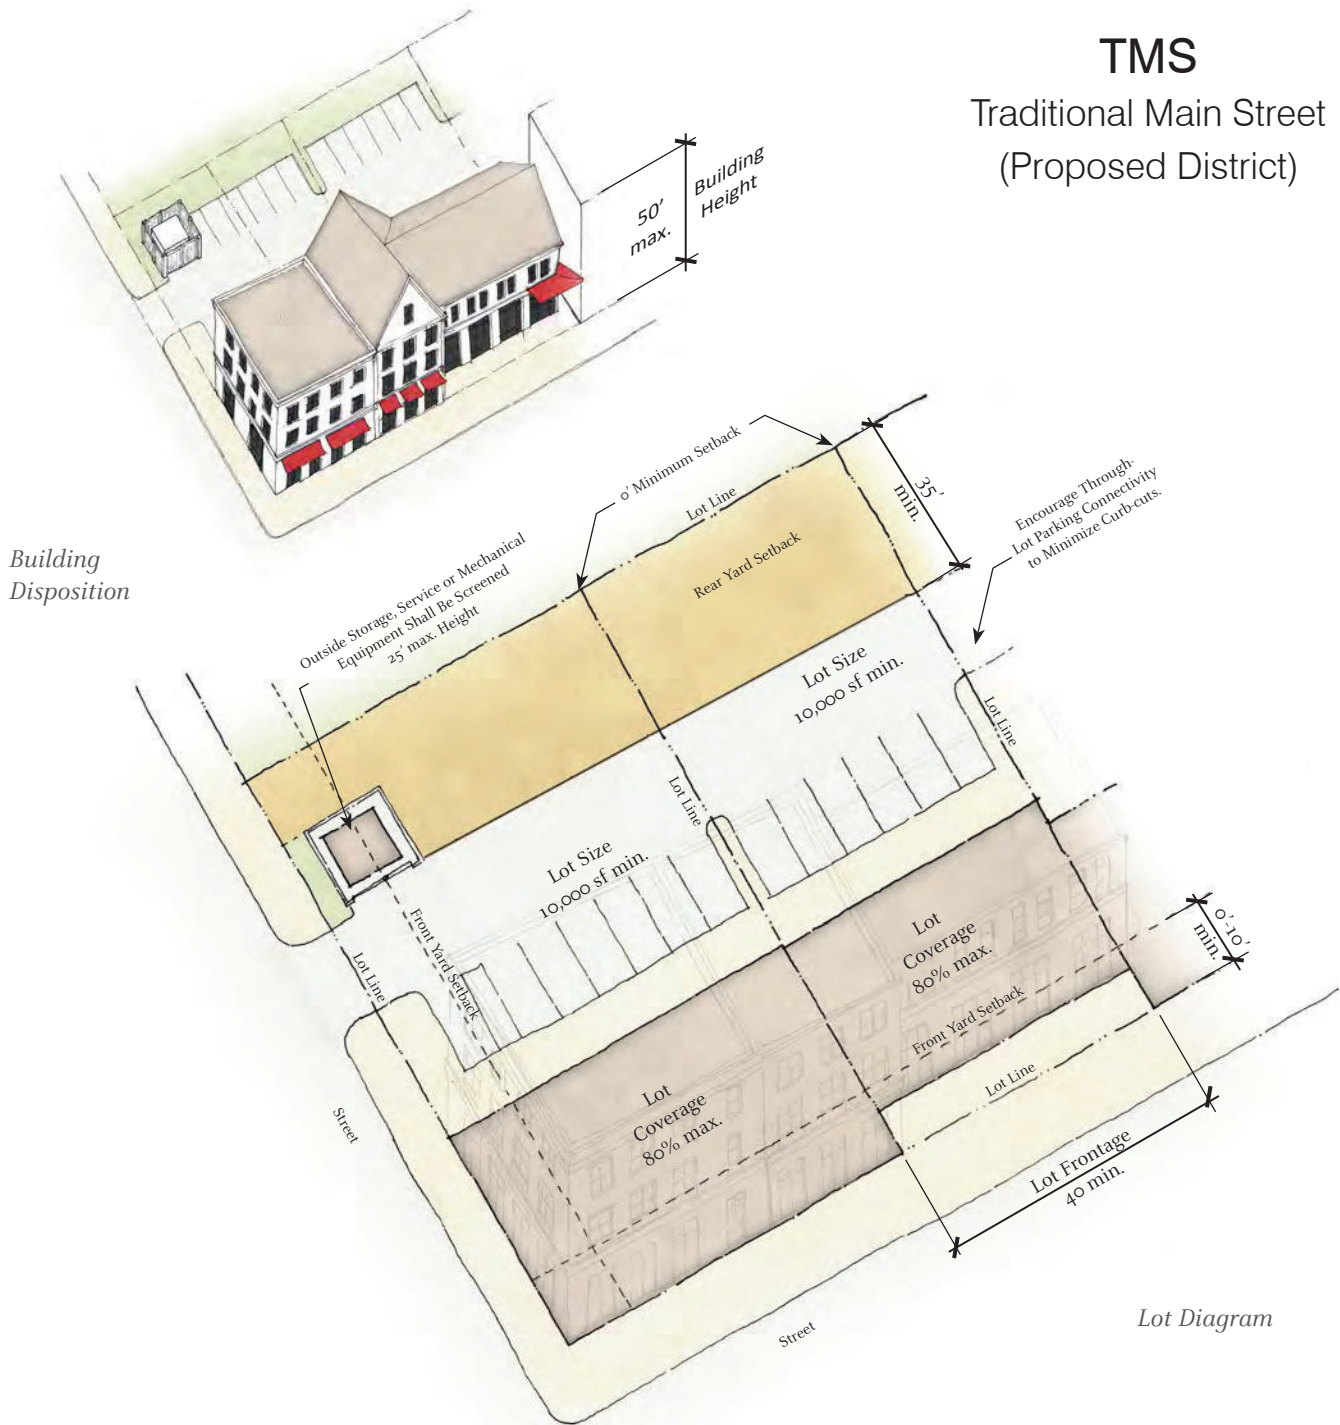 TMS
Traditional Main Street
(Proposed District)
Building
Height
50'
max.
Building
Disposition
0' Minimum Setback
Lot Line
35'
min.
Encourage Through-
Lot Parking Connectivity
to Minimize Curb-cuts.
Rear Yard Setback
Outside Storage, Service or Mechanical
Equipment Shall Be Screened
25' max. Height
Lot Size
10,000 sf min.
Lot Line
Lot Line
Lot Size
10,000 sf min.
Front Yard Setback
Lot Line
Lot
Coverage
80% max.
0'-10'
min.
Front Yard Setback
Lot Line
Lot
Coverage
80% max.
Street
Lot Frontage
40 min.
Street
Lot Diagram